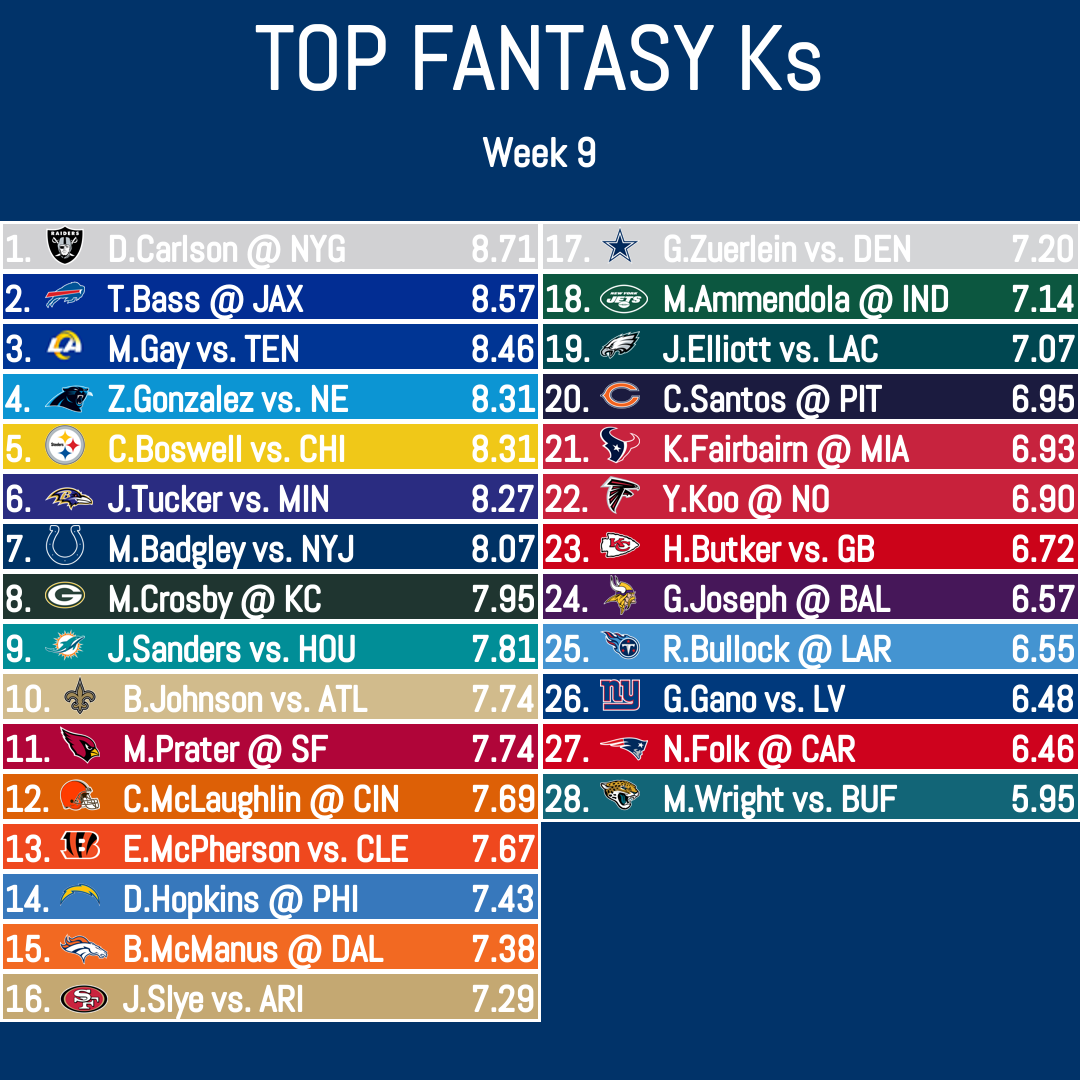 TOP FANTASY Ks
Week 9
1. RAIDERS D.Carlson @ NYG 8.71
2. T.Bass @ JAX 8.57
3. M.Gay vs. TEN 8.46
4. Z.Gonzalez vs. NE 8.31
5. Steelers C.Boswell vs. CHI 8.31
6. J.Tucker vs. MIN 8.27
7. M.Badgley vs. NYJ 8.07
8. G M.Crosby @ KC 7.95
9. J.Sanders vs. HOU 7.81
10. B.Johnson vs. ATL 7.74
11. M.Prater @ SF 7.74
12. C.McLaughlin @ CIN 7.69
13. E.McPherson vs. CLE 7.67
14. D.Hopkins @ PHI 7.43
15. B.McManus @ DAL 7.38
16. SF J.Slye vs. ARI 7.29
17. G.Zuerlein vs. DEN 7.20
18. NEW YORK JETS M.Ammendola @ IND 7.14
19. J.Elliott vs. LAC 7.07
20. C C.Santos @ PIT 6.95
21. K.Fairbairn @ MIA 6.93
22. Y.Koo @ NO 6.90
23. KC H.Butker vs. GB 6.72
24. G.Joseph @ BAL 6.57
25. T R.Bullock @ LAR 6.55
26. ny G.Gano vs. LV 6.48
27. N.Folk @ CAR 6.46
28. M.Wright vs. BUF 5.95